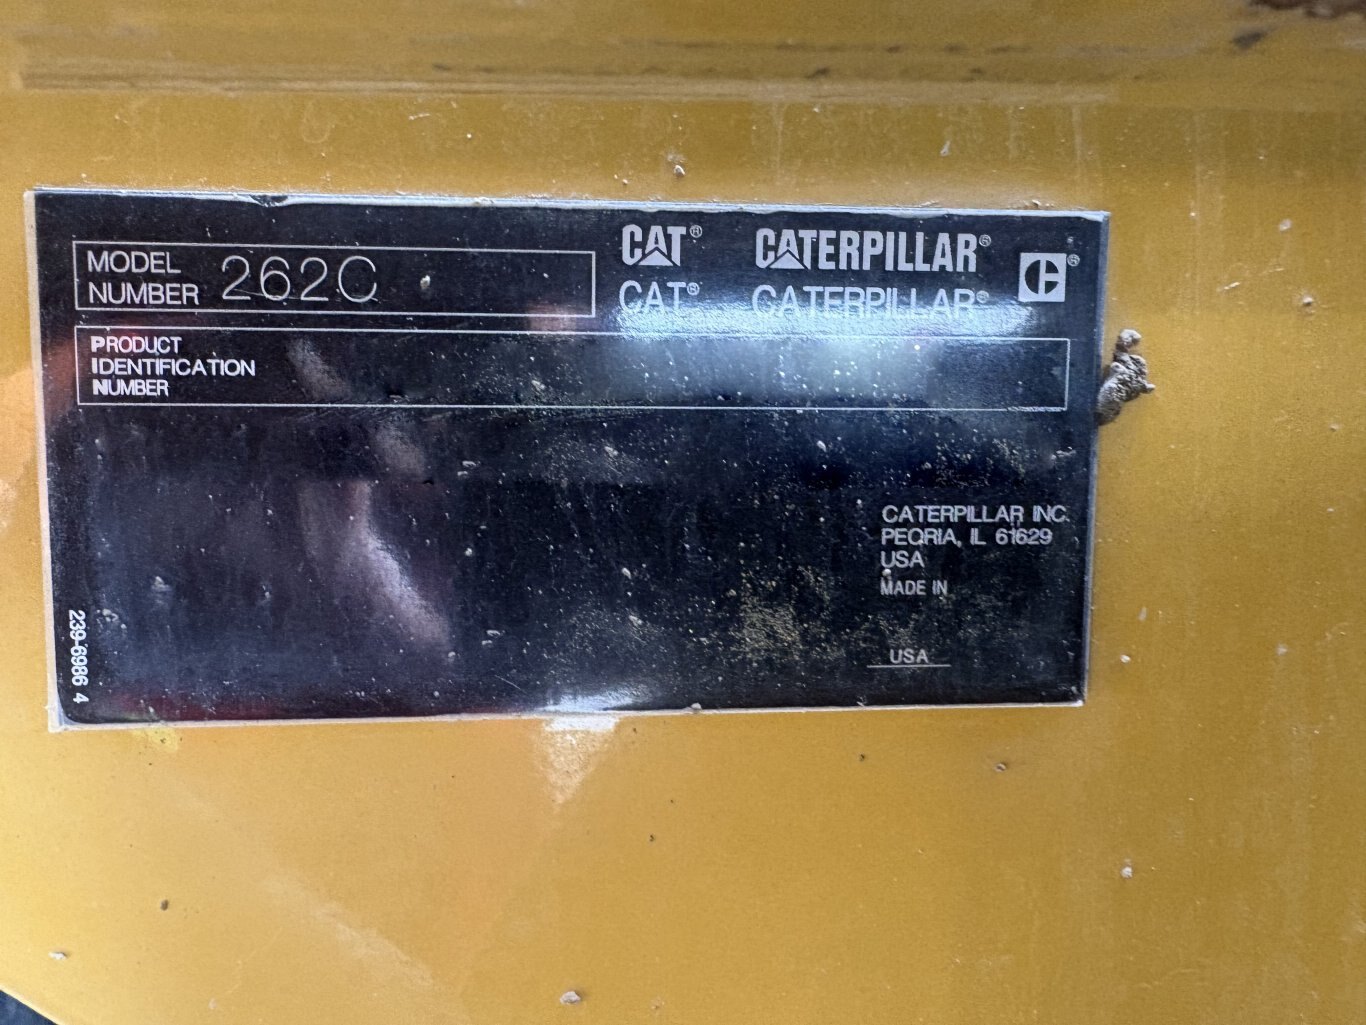 MODEL NUMBER 262C
CAT® CATERPILLAR® ®
CAT® CATERPILLAR®
PRODUCT
IDENTIFICATION
NUMBER
CATERPILLAR INC.
PEORIA, IL 61629
USA
MADE IN
USA
239-6986 4